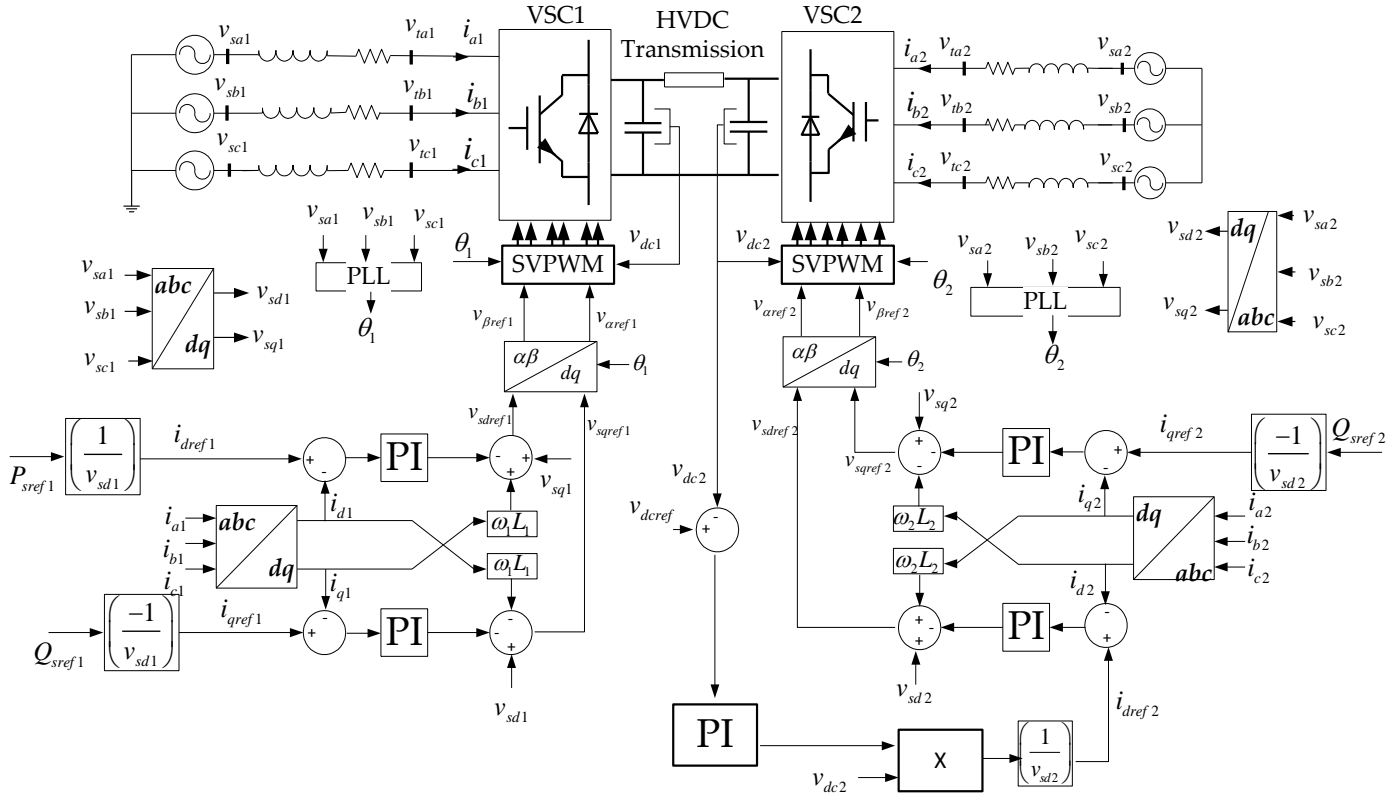 VSC1
HVDC
Transmission
VSC2
v_sa1
v_ta1
i_a1
v_sb1
v_tb1
i_b1
v_sc1
v_tc1
i_c1
i_a2
v_ta2
v_sa2
i_b2
v_tb2
v_sb2
i_c2
v_tc2
v_sc2
v_sa1
v_sb1
v_sc1
PLL
θ_1
v_sa1
v_sb1
v_sc1
abc
dq
v_sd1
v_sq1
θ_1
SVPWM
v_dc1
v_dc2
SVPWM
θ_2
v_sa2
v_sb2
v_sc2
PLL
θ_2
v_sd2
v_sq2
dq
abc
v_sa2
v_sb2
v_sc2
v_βref1
v_αref1
αβ
dq
θ_1
v_αref2
v_βref2
αβ
dq
θ_2
v_sdref1
v_sqref1
v_sdref2
v_sqref2
v_sq2
P_sref1
(1/v_sd1)
i_dref1
+
-
PI
-
+
+
v_sq1
i_d1
i_a1
i_b1
i_c1
abc
dq
ω_1L_1
ω_1L_1
i_q1
Q_sref1
(-1/v_sd1)
i_qref1
+
-
PI
-
-
+
v_sd1
v_dc2
v_dcref
+
-
PI
v_dc2
X
(1/v_sd2)
i_dref2
+
-
-
PI
+
-
i_qref2
(-1/v_sd2)
Q_sref2
i_q2
ω_2L_2
ω_2L_2
dq
abc
i_a2
i_b2
i_c2
i_d2
+
+
-
PI
-
+
v_sd2